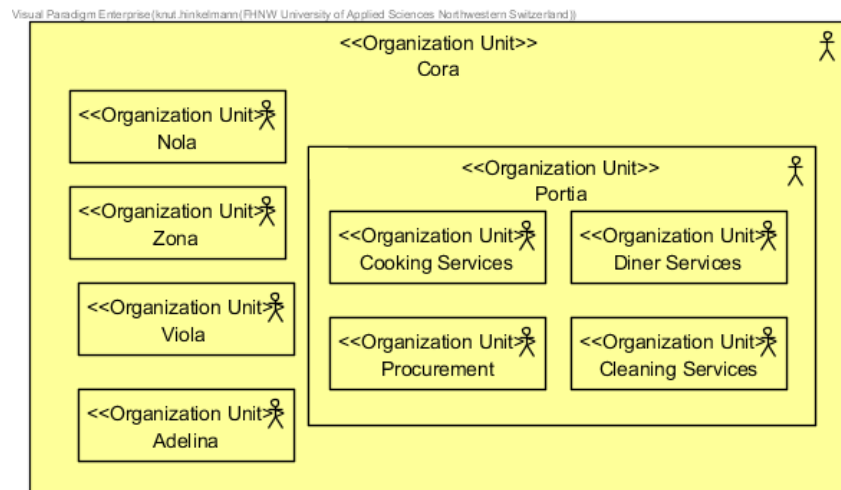 Visual Paradigm Enterprise(knut.hinkelmann(FHNW University of Applied Sciences Northwestern Switzerland))
<<Organization Unit>>
Cora
<<Organization Unit>>
Nola
<<Organization Unit>>
Zona
<<Organization Unit>>
Viola
<<Organization Unit>>
Adelina
<<Organization Unit>>
Portia
<<Organization Unit>>
Cooking Services
<<Organization Unit>>
Diner Services
<<Organization Unit>>
Procurement
<<Organization Unit>>
Cleaning Services